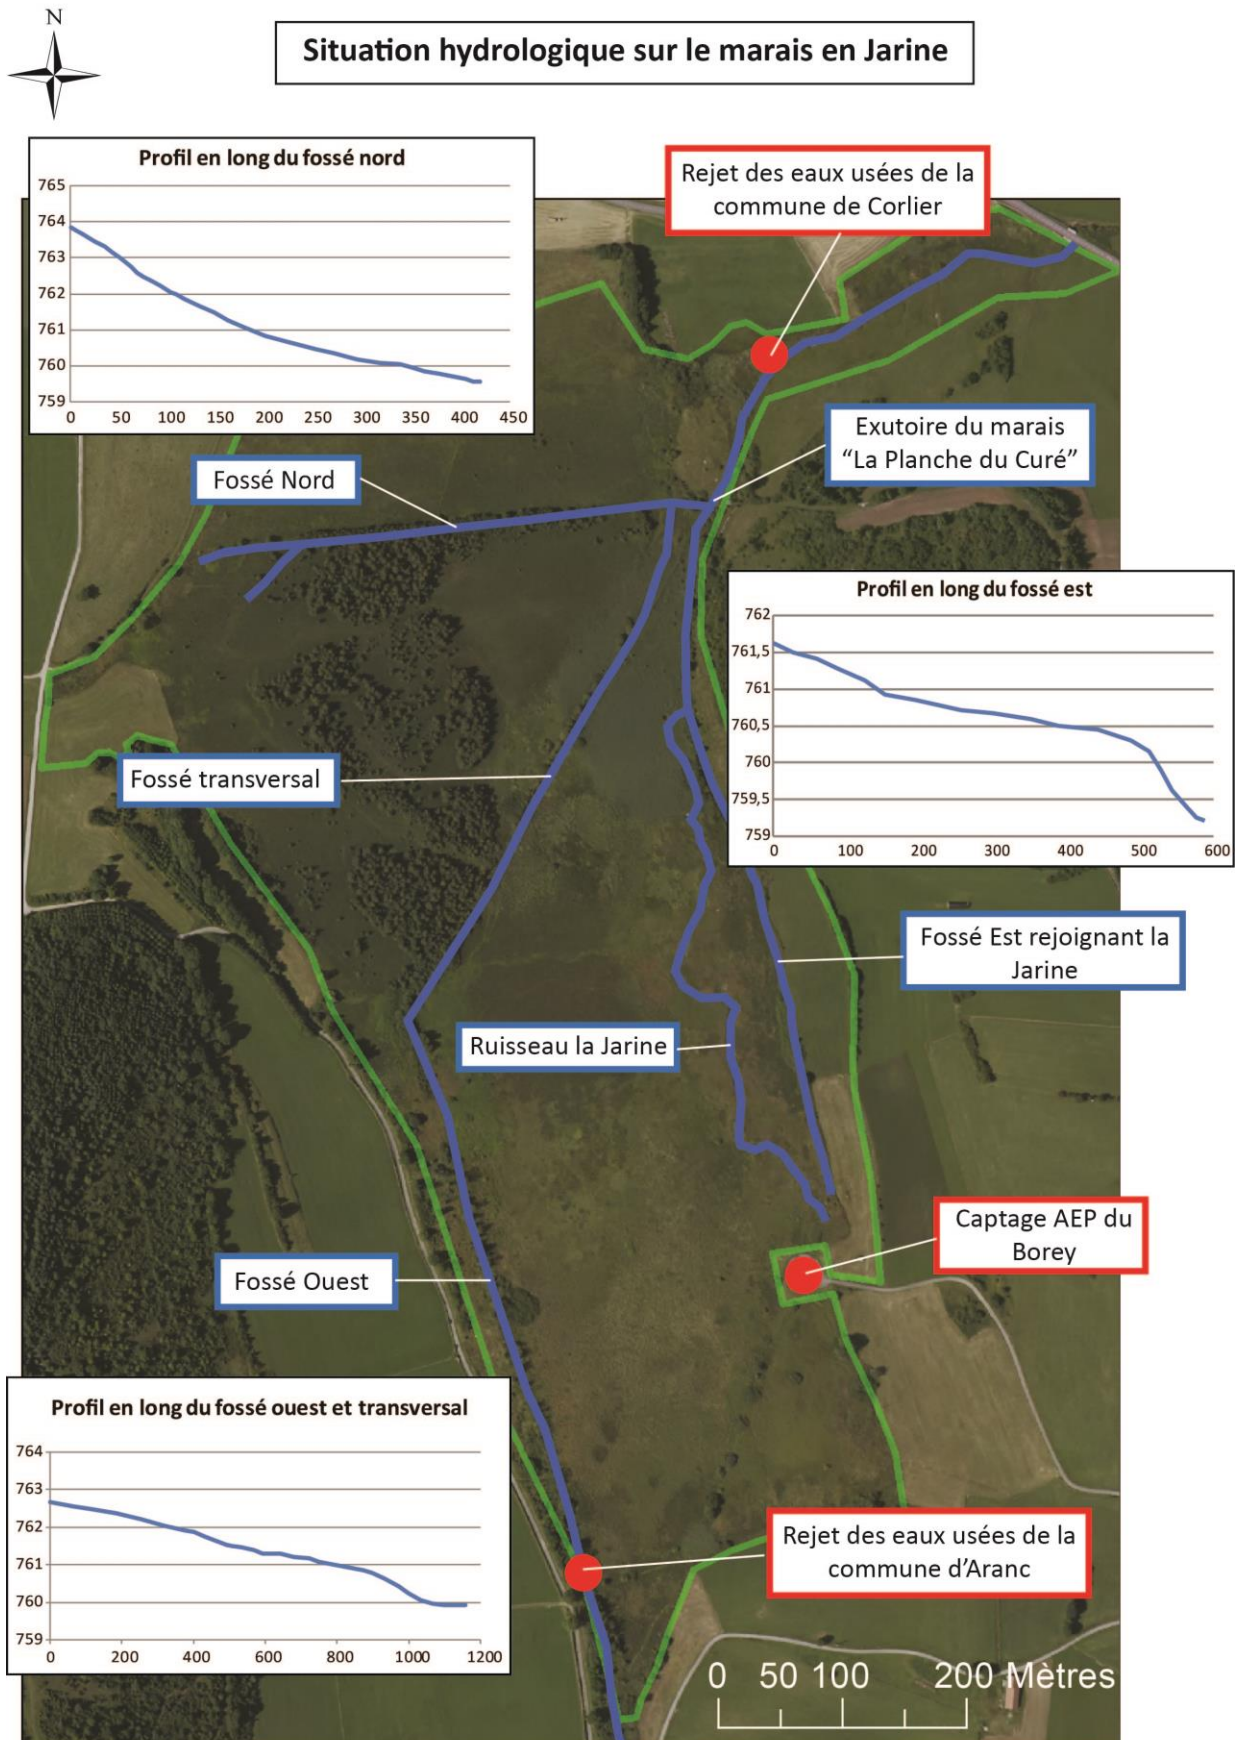 N
Situation hydrologique sur le marais en Jarine
Profil en long du fossé nord
765
764
763
762
761
760
759
0 50 100 150 200 250 300 350 400 450
Rejet des eaux usées de la
commune de Corlier
Exutoire du marais
“La Planche du Curé”
Fossé Nord
Profil en long du fossé est
762
761,5
761
760,5
760
759,5
759
0 100 200 300 400 500 600
Fossé transversal
Fossé Est rejoignant la
Jarine
Ruisseau la Jarine
Captage AEP du
Borey
Fossé Ouest
Profil en long du fossé ouest et transversal
764
763
762
761
760
759
0 200 400 600 800 1000 1200
Rejet des eaux usées de la
commune d’Aranc
0 50 100 200 Mètres